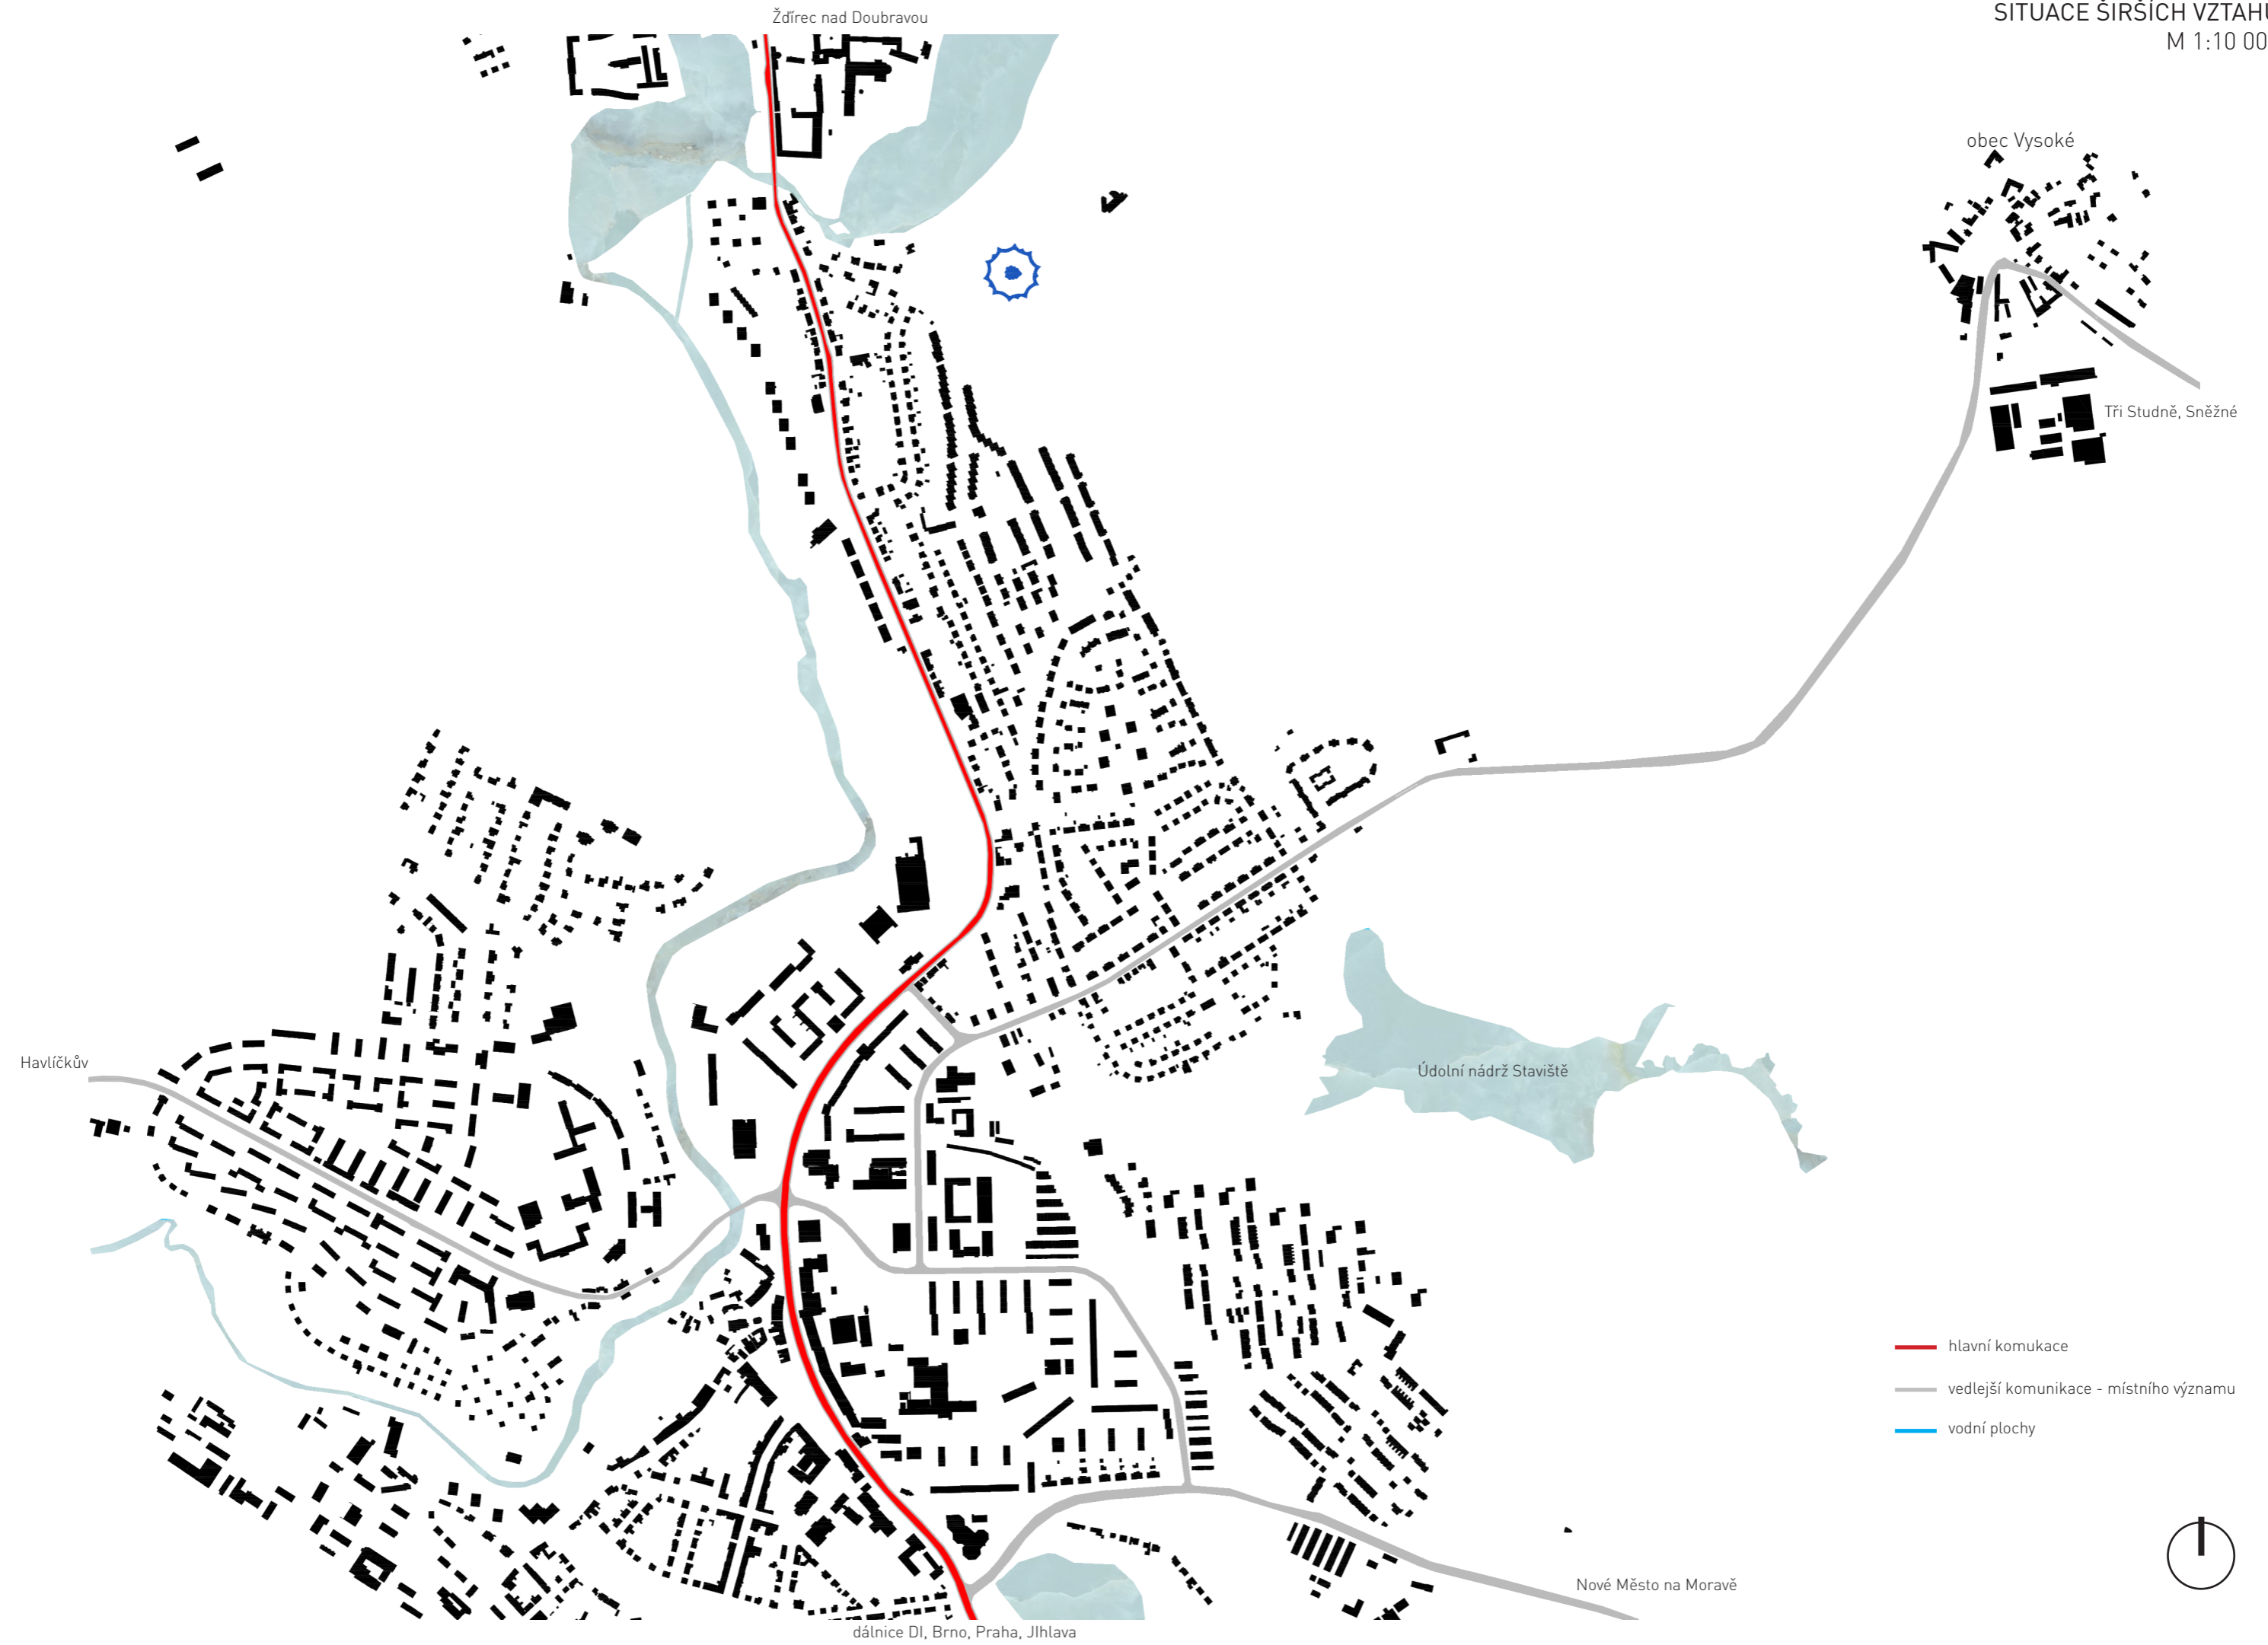 Žďírec nad Doubravou
SITUACE ŠIRŠÍCH VZTAHŮ
M 1:10 00
obec Vysoké
Tři Studně, Sněžné
Havlíčkův
Údolní nádrž Staviště
hlavní komukace
vedlejší komunikace - místního významu
vodní plochy
Nové Město na Moravě
dálnice DI, Brno, Praha, JIhlava